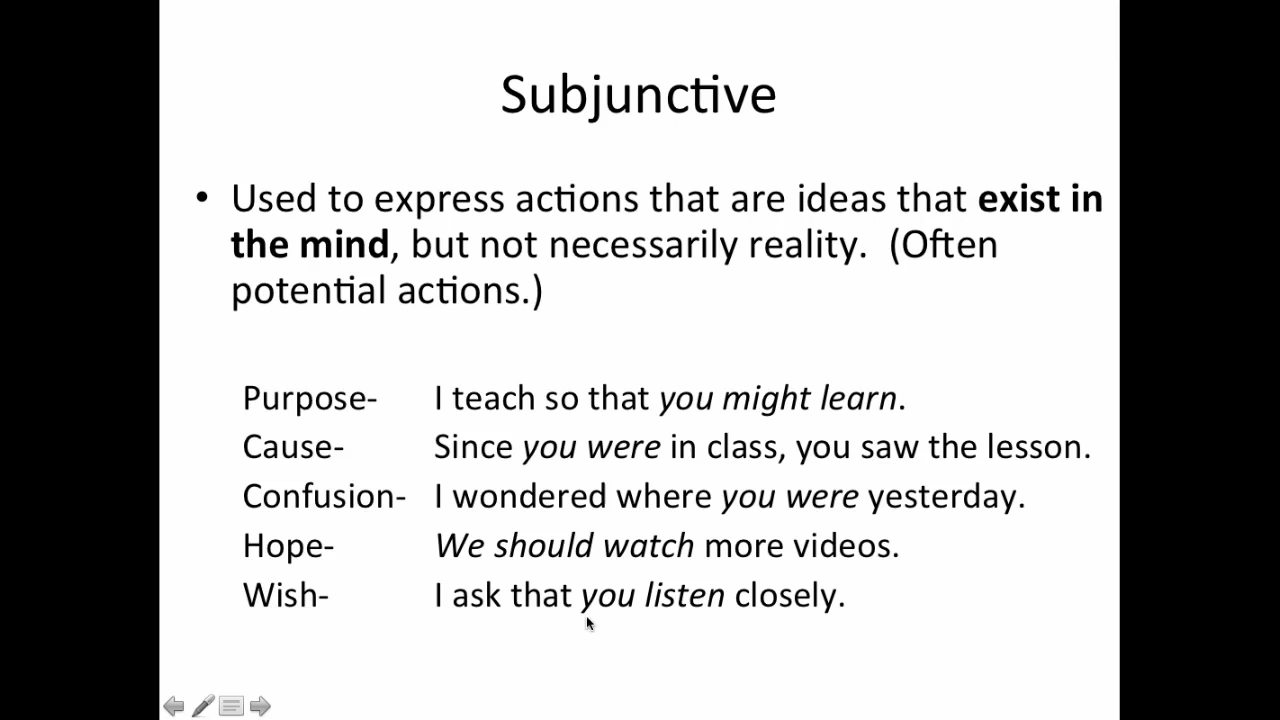 Subjunctive
• Used to express actions that are ideas that exist in
the mind, but not necessarily reality. (Often
potential actions.)
Purpose- I teach so that you might learn.
Cause- Since you were in class, you saw the lesson.
Confusion- I wondered where you were yesterday.
Hope- We should watch more videos.
Wish- I ask that you listen closely.